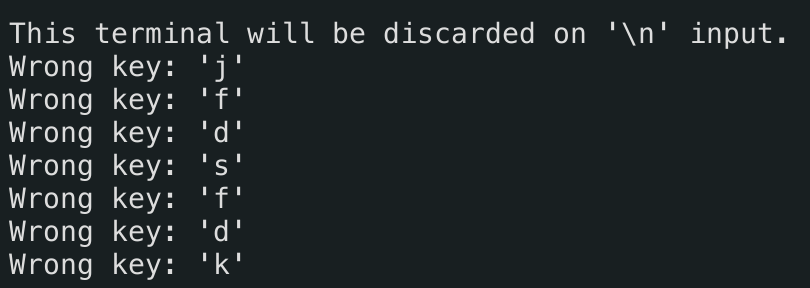 This terminal will be discarded on '\n' input.
Wrong key: 'j'
Wrong key: 'f'
Wrong key: 'd'
Wrong key: 's'
Wrong key: 'f'
Wrong key: 'd'
Wrong key: 'k'